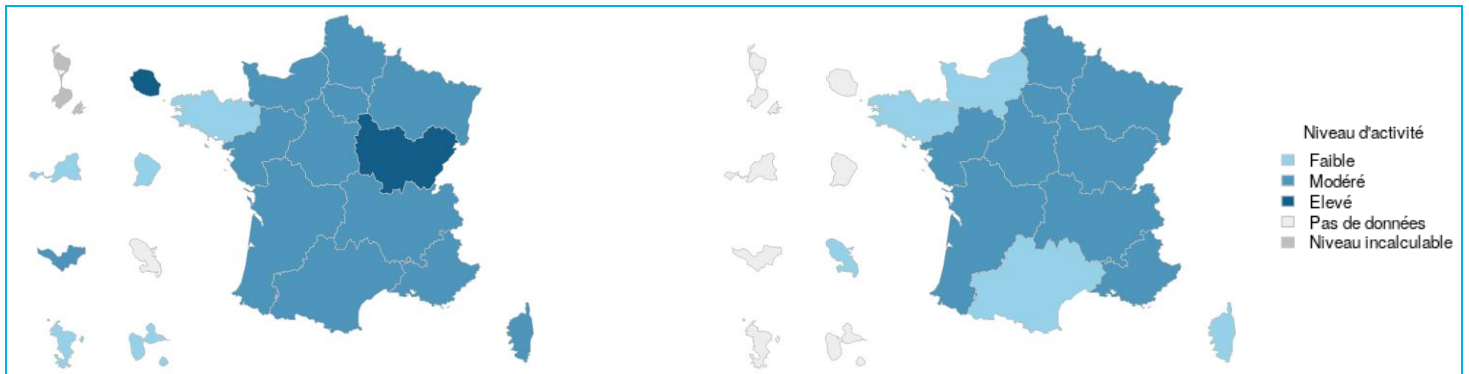 Niveau d'activité
Faible
Modéré
Elevé
Pas de données
Niveau incalculable